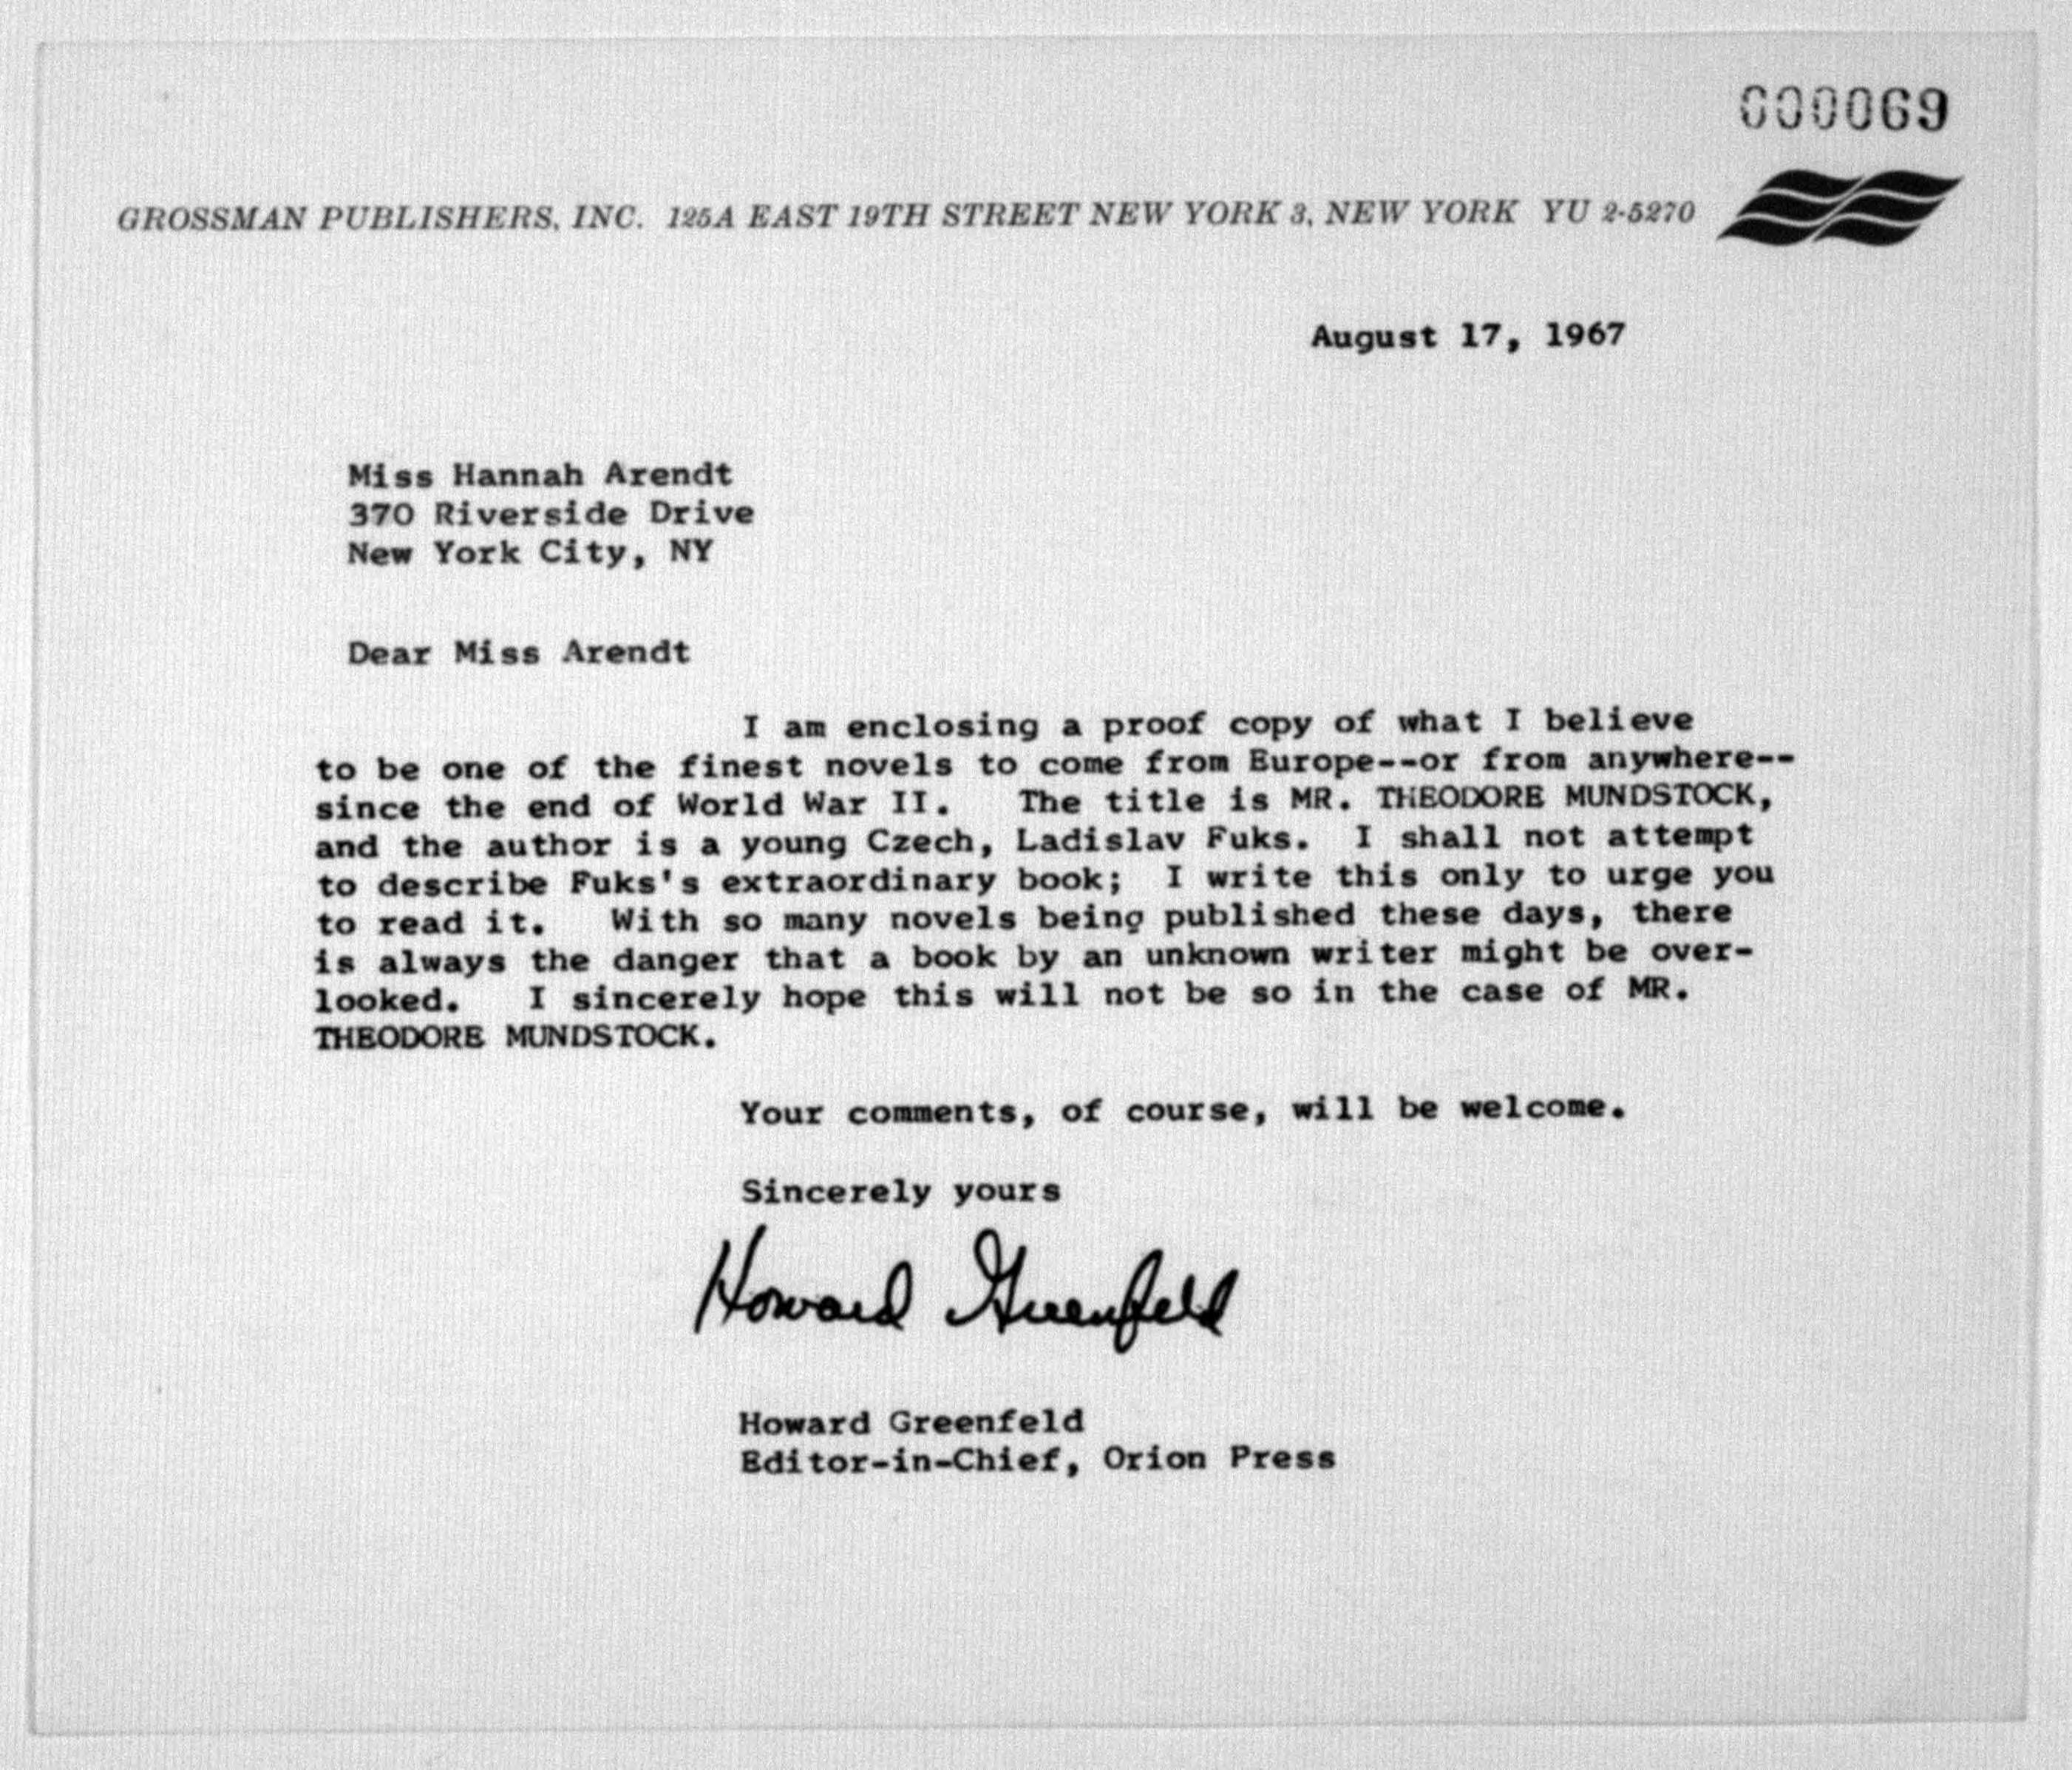 000069
GROSSMAN PUBLISHERS, INC. 125A EAST 19TH STREET NEW YORK 3, NEW YORK YU 2-5270
August 17, 1967
Miss Hannah Arendt
370 Riverside Drive
New York City, NY
Dear Miss Arendt
I am enclosing a proof copy of what I believe
to be one of the finest novels to come from Europe--or from anywhere--
since the end of World War II. The title is MR. THEODORE MUNDSTOCK,
and the author is a young Czech, Ladislav Fuks. I shall not attempt
to describe Fuks's extraordinary book; I write this only to urge you
to read it. With so many novels being published these days, there
is always the danger that a book by an unknown writer might be over-
looked. I sincerely hope this will not be so in the case of MR.
THEODORE MUNDSTOCK.
Your comments, of course, will be welcome.
Sincerely yours
Howard Greenfeld
Howard Greenfeld
Editor-in-Chief, Orion Press